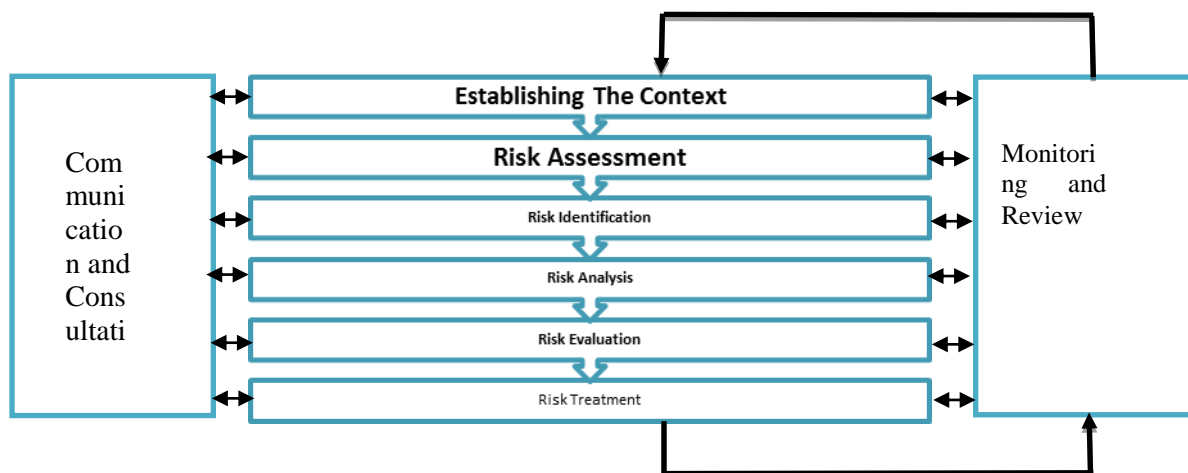 Com
muni
catio
n and
Cons
ultati
Establishing The Context
Risk Assessment
Risk Identification
Risk Analysis
Risk Evaluation
Risk Treatment
Monitori
ng and
Review